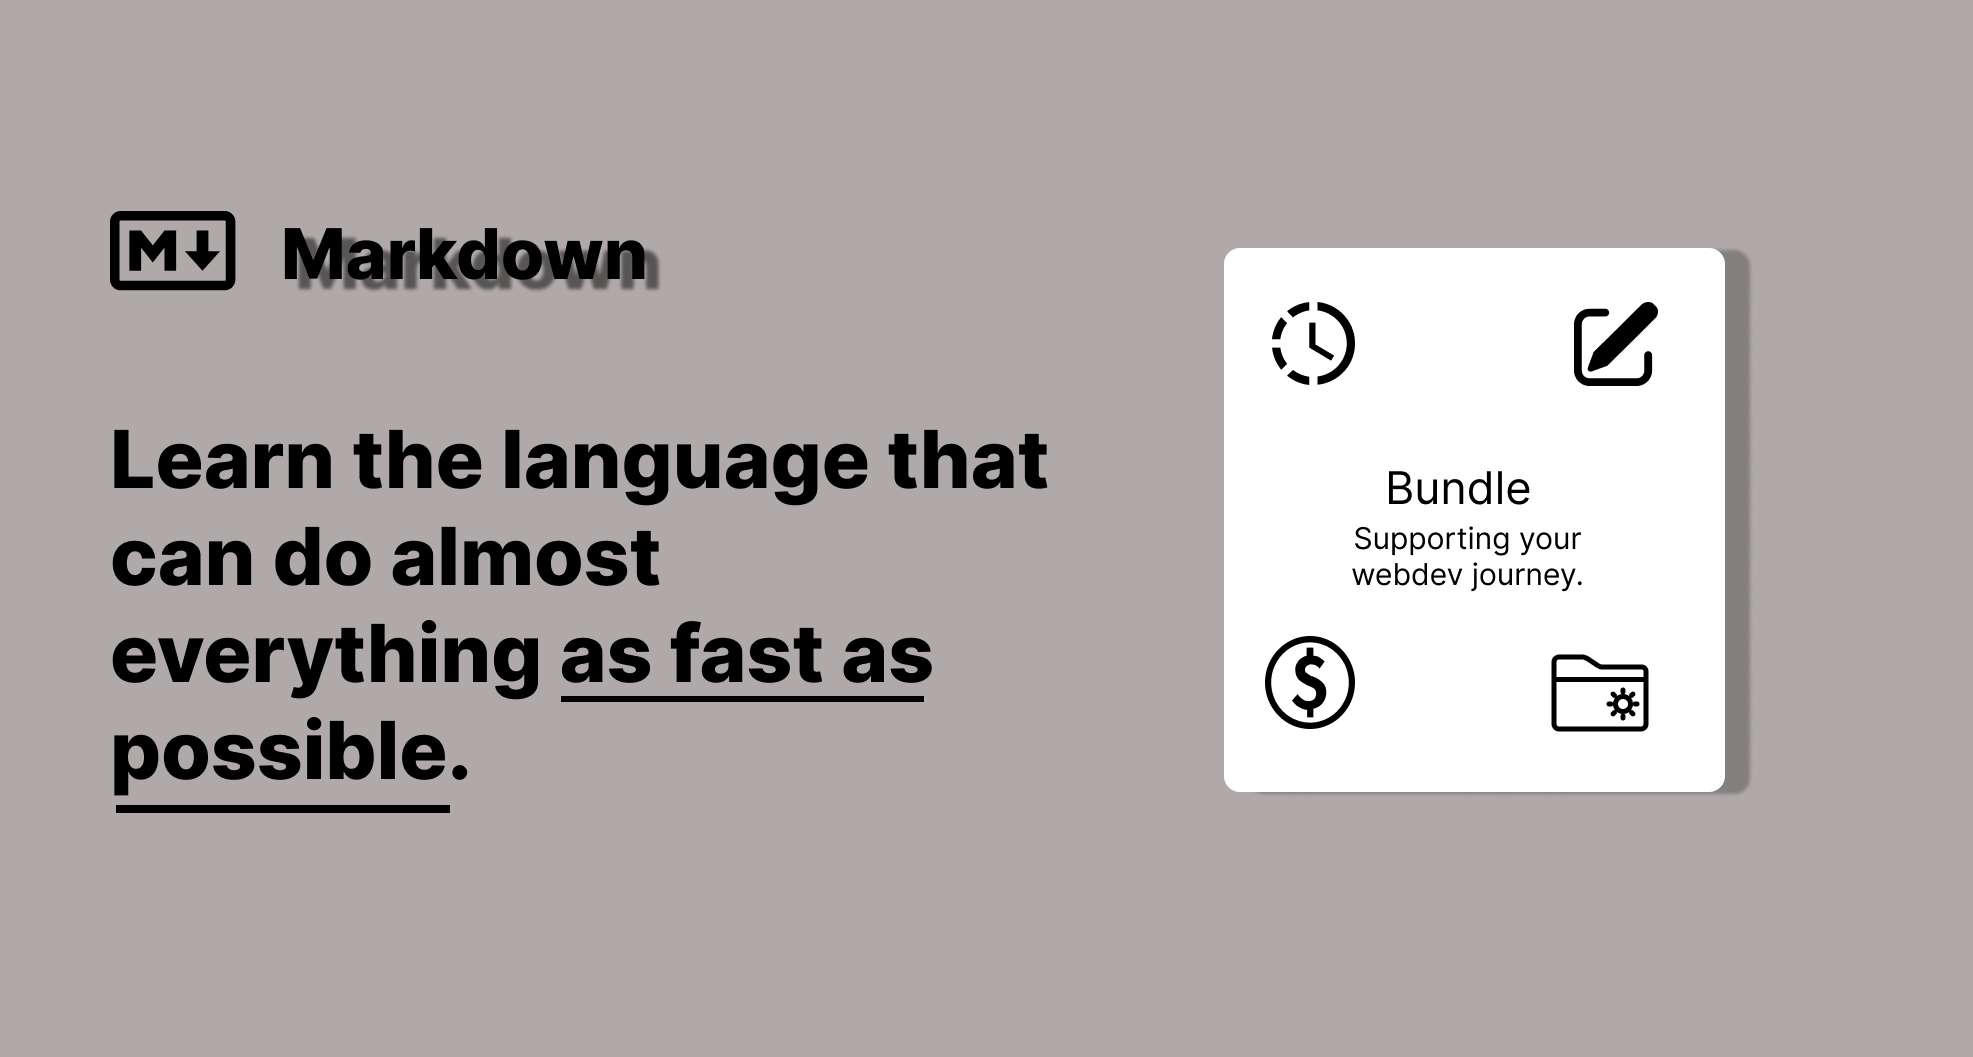 M
Markdown
Learn the language that
can do almost
everything as fast as
possible.
Bundle
Supporting your
webdev journey.
$